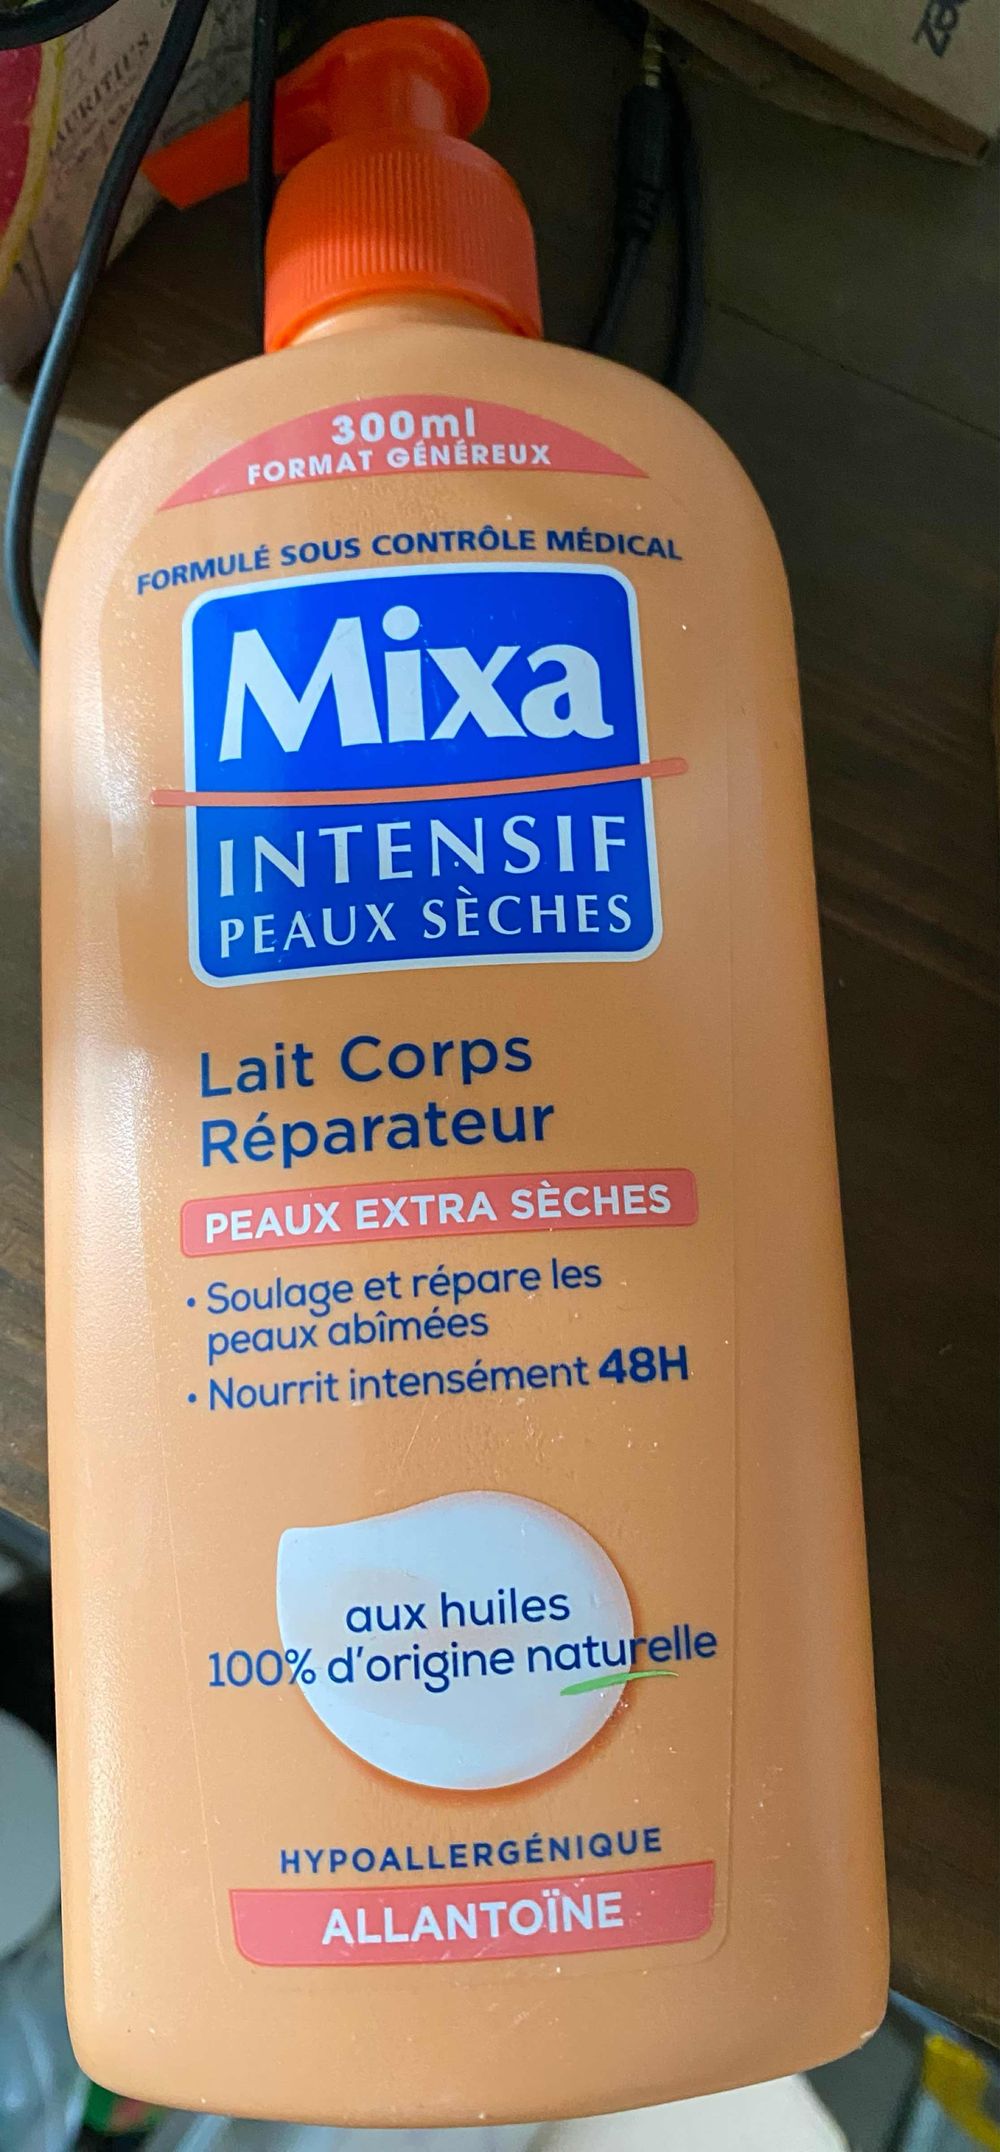 300ml
FORMAT GÉNÉREUX
FORMULÉ SOUS CONTRÔLE MÉDICAL
Mixa
INTENSIF
PEAUX SÈCHES
Lait Corps
Réparateur
PEAUX EXTRA SÈCHES
• Soulage et répare les
peaux abîmées
• Nourrit intensément 48H
aux huiles
100% d'origine naturelle
HYPOALLERGÉNIQUE
ALLANTOÏNE